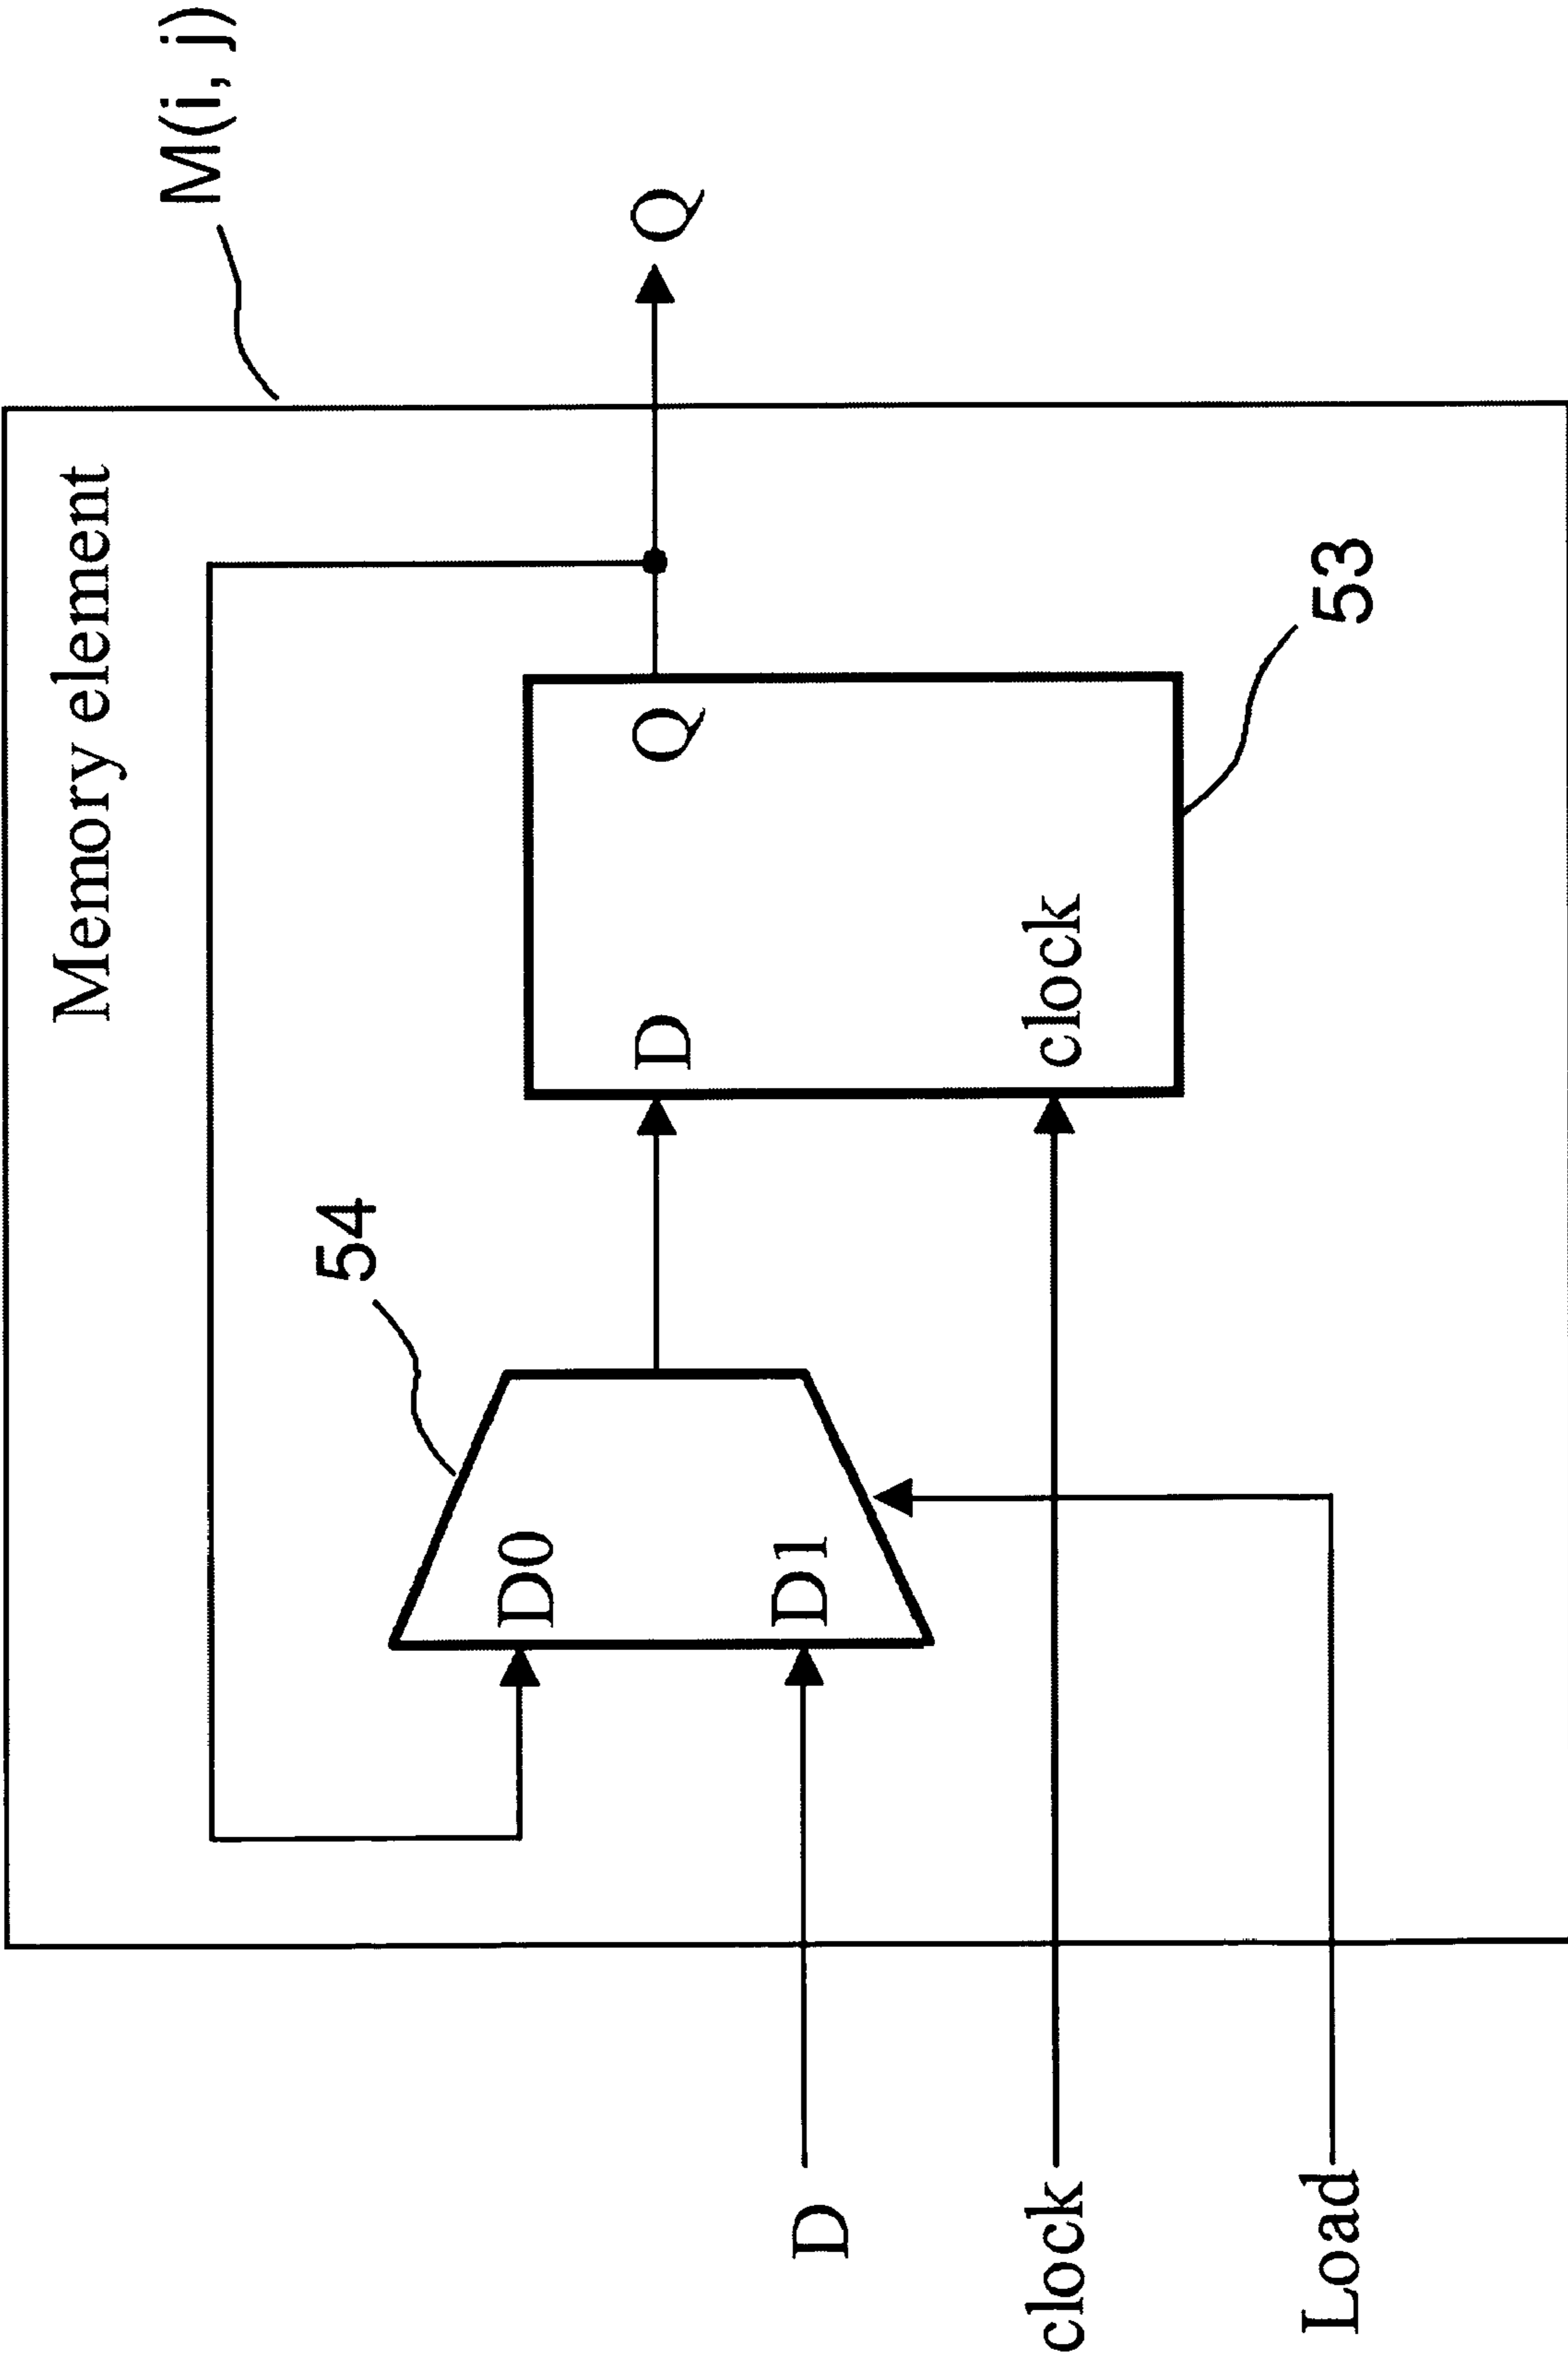 M(i, j)
Memory element
54
D0
D1
D
Q
clock
53
Q
D
clock
Load